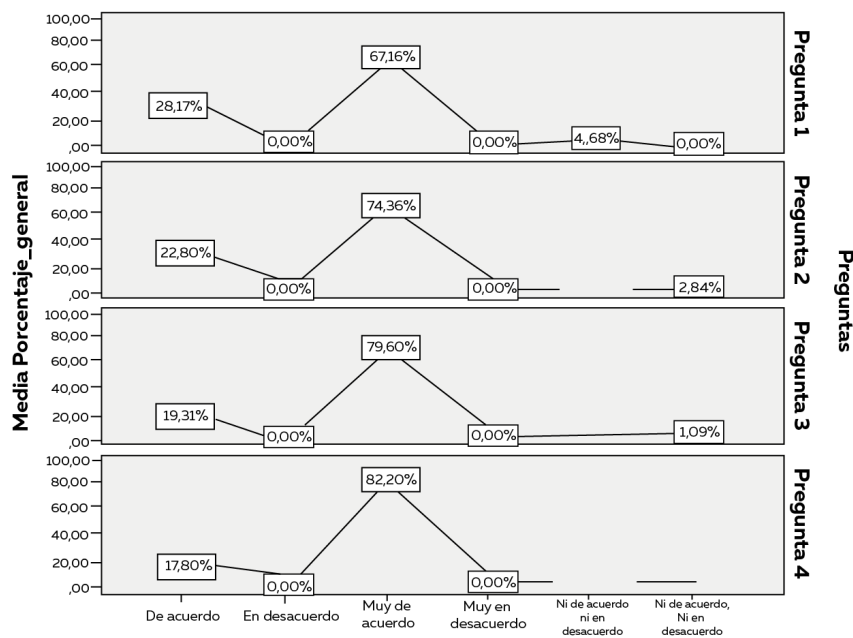 Media Porcentaje_general
100,00
80,00
60,00
40,00
20,00
,00
28,17%
0,00%
67,16%
0,00%
4,,68%
0,00%
Pregunta 1
100,00
80,00
60,00
40,00
20,00
,00
22,80%
0,00%
74,36%
0,00%
2,84%
Pregunta 2
100,00
80,00
60,00
40,00
20,00
,00
19,31%
0,00%
79,60%
0,00%
1,09%
Pregunta 3
100,00
80,00
60,00
40,00
20,00
,00
17,80%
0,00%
82,20%
0,00%
Pregunta 4
Preguntas
De acuerdo
En desacuerdo
Muy de
acuerdo
Muy en
desacuerdo
Ni de acuerdo
ni en
desacuerdo
Ni de acuerdo,
Ni en
desacuerdo